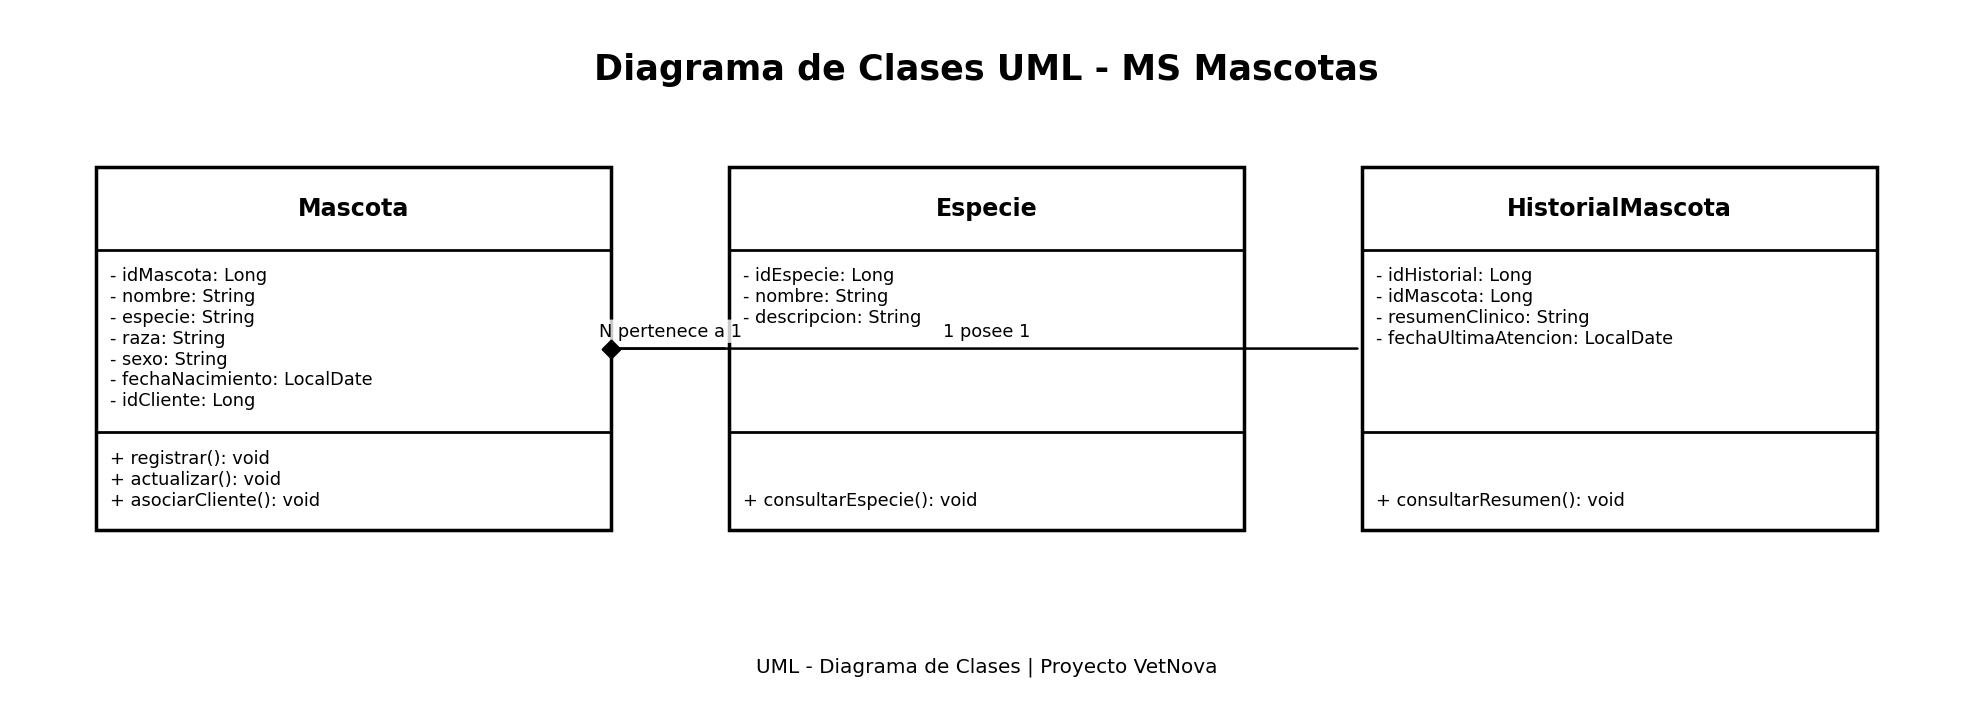 Diagrama de Clases UML - MS Mascotas
Mascota
- idMascota: Long
- nombre: String
- especie: String
- raza: String
- sexo: String
- fechaNacimiento: LocalDate
- idCliente: Long
+ registrar(): void
+ actualizar(): void
+ asociarCliente(): void
N pertenece a 1
Especie
- idEspecie: Long
- nombre: String
- descripcion: String
1 posee 1
+ consultarEspecie(): void
HistorialMascota
- idHistorial: Long
- idMascota: Long
- resumenClinico: String
- fechaUltimaAtencion: LocalDate
+ consultarResumen(): void
UML - Diagrama de Clases | Proyecto VetNova